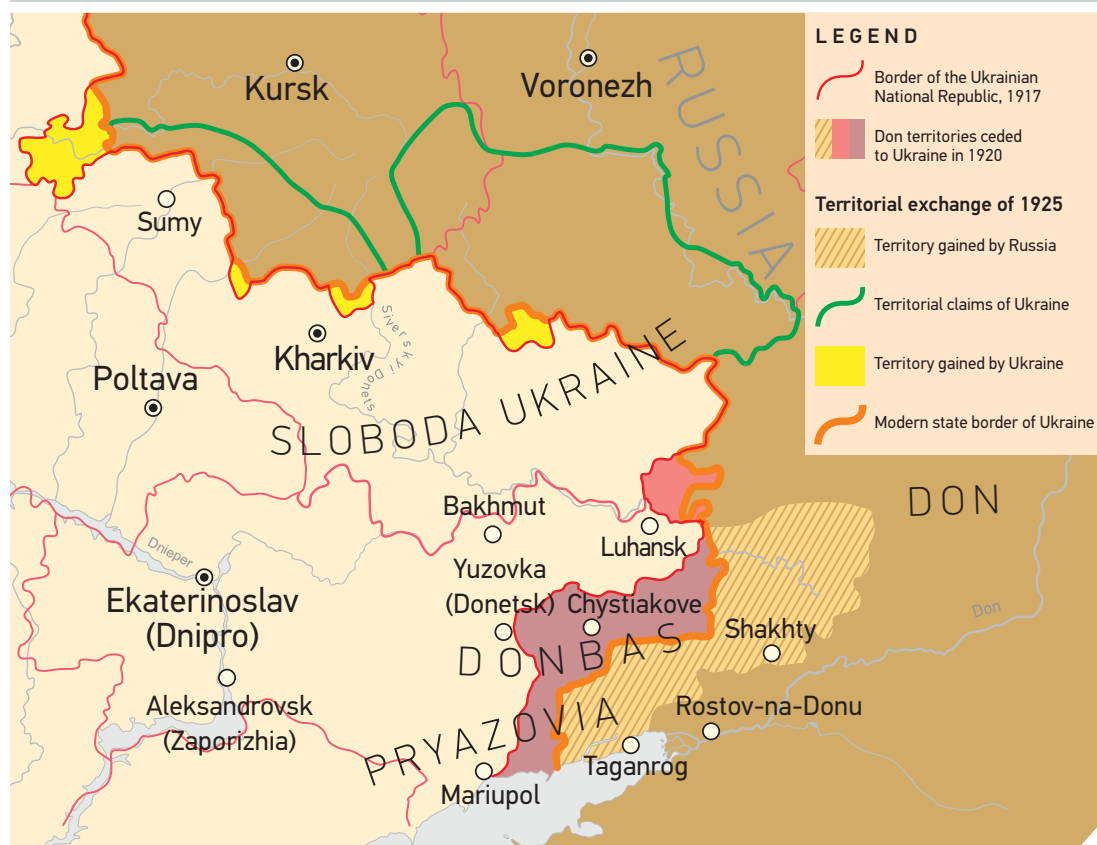 Kursk
Voronezh
RUSSIA
Sumy
Kharkiv
Siverskyi Donets
Poltava
SLOBODA UKRAINE
Bakhmut
Luhansk
DON
Dnieper
Yuzovka
(Donetsk)
Chystiakove
Ekaterinoslav
(Dnipro)
Don
Shakhty
DONBAS
Aleksandrovsk
(Zaporizhia)
Rostov-na-Donu
PRYAZOVIA
Taganrog
Mariupol
LEGEND
Border of the Ukrainian
National Republic, 1917
Don territories ceded
to Ukraine in 1920
Territorial exchange of 1925
Territory gained by Russia
Territorial claims of Ukraine
Territory gained by Ukraine
Modern state border of Ukraine